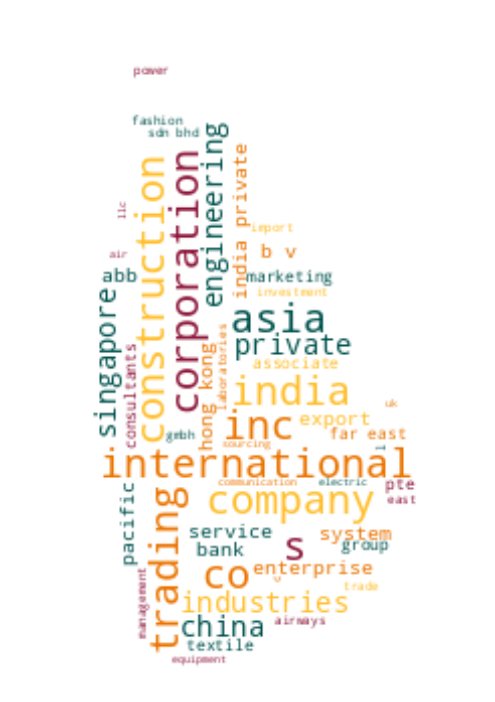 power
fashion
sdn bhd
engineering
construction
corporation
india private
llc
import
air
b v
abb
marketing
singapore
investment
asia
private
laboratories
consultants
hong kong
associate
india
uk
inc
export
gmbh
far east
sourcing
l
international
communication
electric
pte
pacific
trading
company
east
service
system
s
bank
group
co
enterprise
v
management
trade
industries
china
airways
textile
equipment